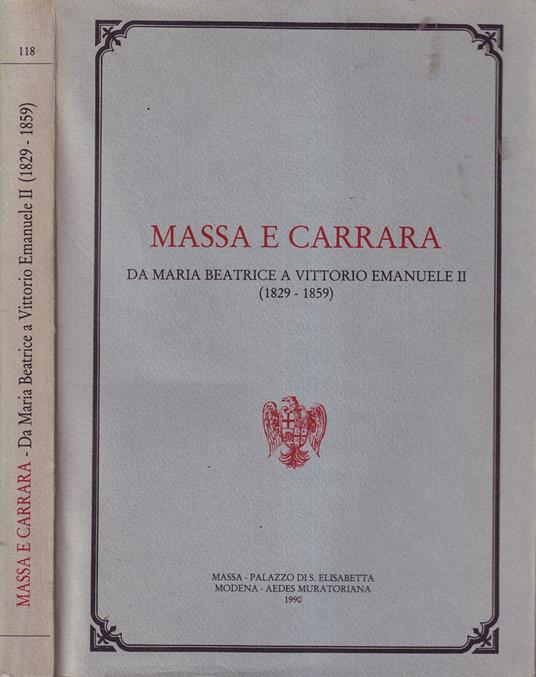 118
MASSA E CARRARA - Da Maria Beatrice a Vittorio Emanuele II (1829 - 1859)
MASSA E CARRARA
DA MARIA BEATRICE A VITTORIO EMANUELE II
(1829 - 1859)
MASSA - PALAZZO DI S. ELISABETTA
MODENA - AEDES MURATORIANA
1990